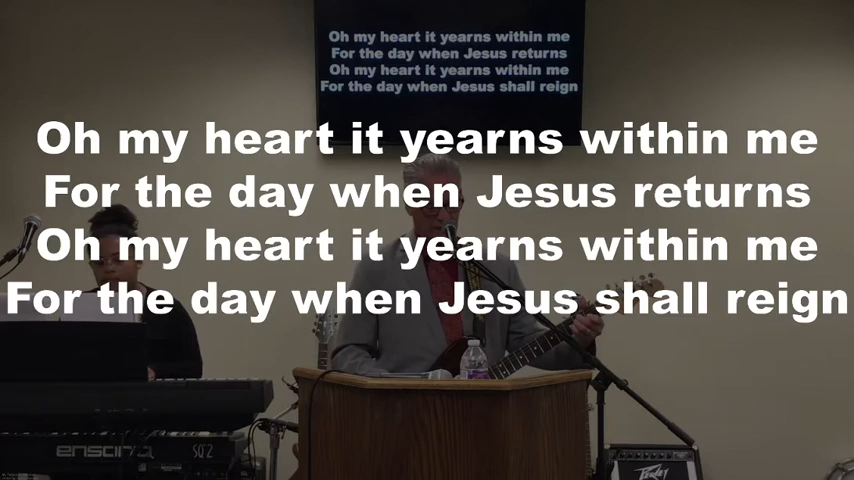 Oh my heart it yearns within me
For the day when Jesus returns
Oh my heart it yearns within me
For the day when Jesus shall reign
Oh my heart it yearns within me
For the day when Jesus returns
Oh my heart it yearns within me
For the day when Jesus shall reign
ensoniq SQ2
PEAVEY